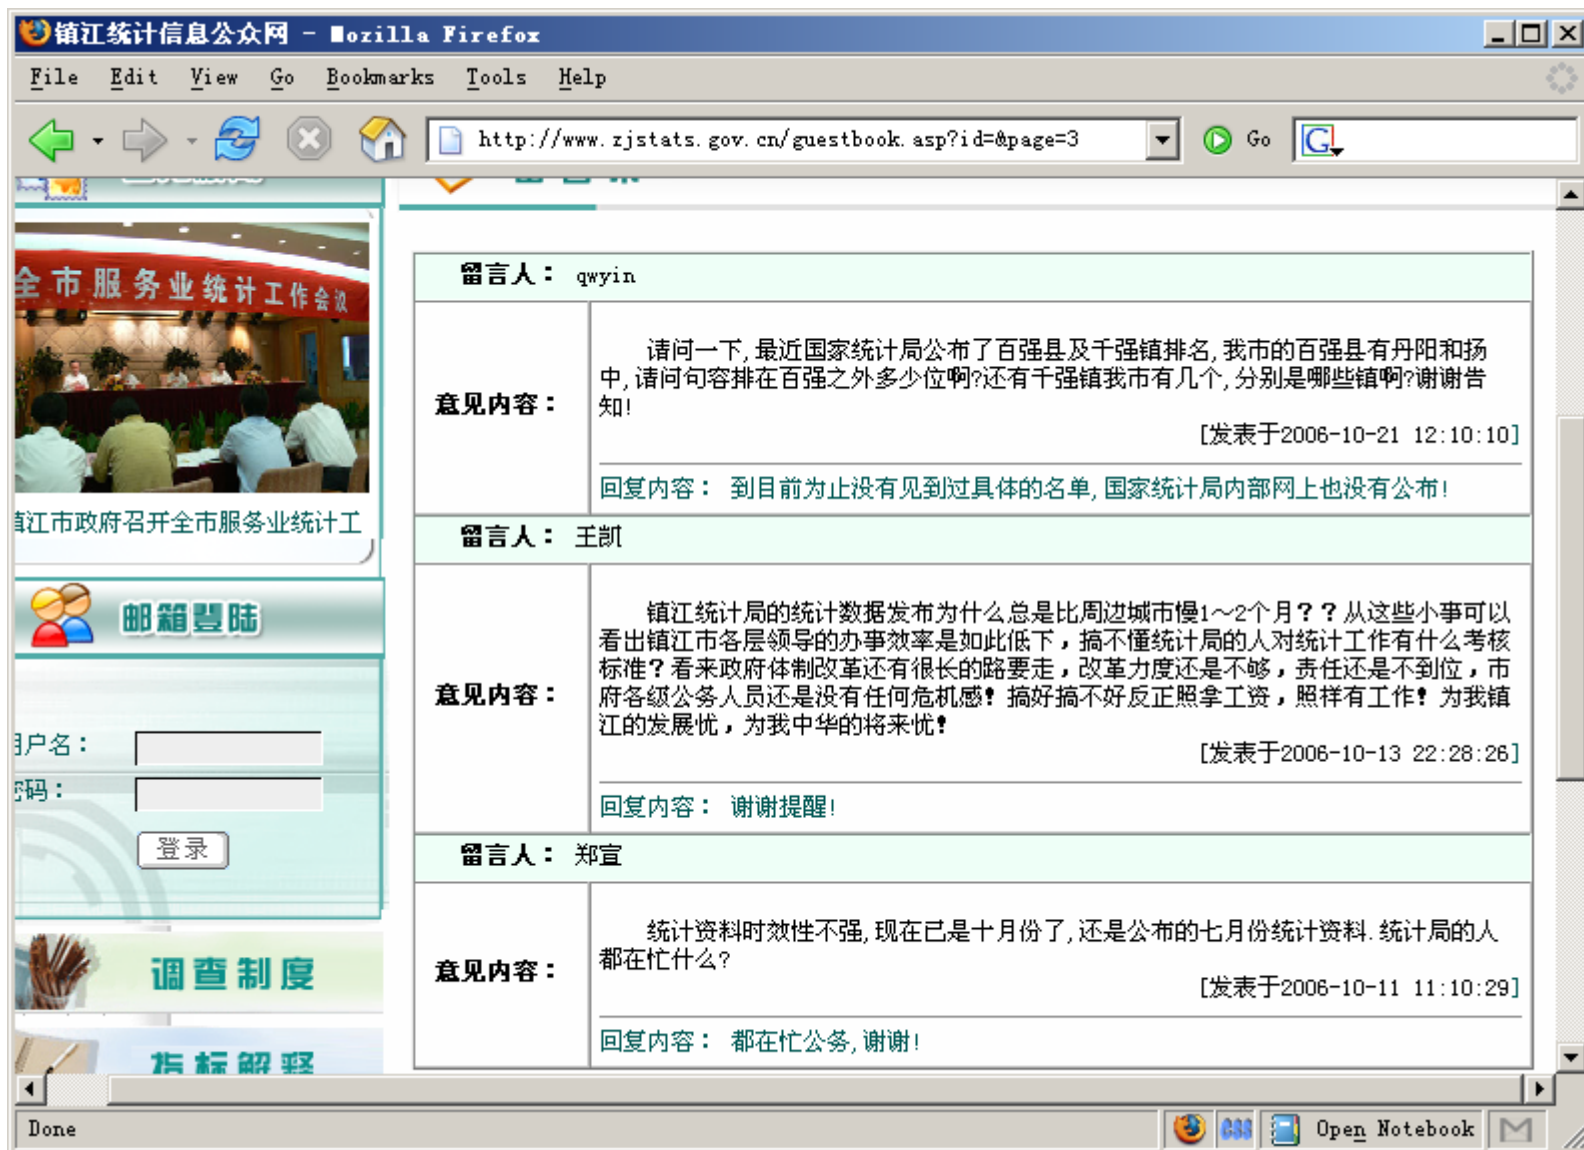 镇江统计信息公众网 - Mozilla Firefox
File Edit View Go Bookmarks Tools Help
http://www.zjstats.gov.cn/guestbook.asp?id=&page=3 Go
全市服务业统计工作会议
镇江市政府召开全市服务业统计工
邮箱登陆
用户名：
密码：
登录
调查制度
指标解释
留言人： qwyin
意见内容：
请问一下,最近国家统计局公布了百强县及千强镇排名,我市的百强县有丹阳和扬
中,请问句容排在百强之外多少位啊?还有千强镇我市有几个,分别是哪些镇啊?谢谢告
知!
[发表于2006-10-21 12:10:10]
回复内容： 到目前为止没有见到过具体的名单,国家统计局内部网上也没有公布!
留言人： 王凯
意见内容：
镇江统计局的统计数据发布为什么总是比周边城市慢1～2个月？？从这些小事可以
看出镇江市各层领导的办事效率是如此低下，搞不懂统计局的人对统计工作有什么考核
标准？看来政府体制改革还有很长的路要走，改革力度还是不够，责任还是不到位，市
府各级公务人员还是没有任何危机感！搞好搞不好反正照拿工资，照样有工作！为我镇
江的发展忧，为我中华的将来忧！
[发表于2006-10-13 22:28:26]
回复内容： 谢谢提醒!
留言人： 郑宣
意见内容：
统计资料时效性不强,现在已是十月份了,还是公布的七月份统计资料.统计局的人
都在忙什么?
[发表于2006-10-11 11:10:29]
回复内容： 都在忙公务,谢谢!
Done
CSS
Open Notebook